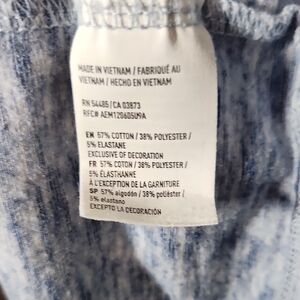 MADE IN VIETNAM / FABRIQUÉ AU
VIETNAM / HECHO EN VIETNAM
RN 54485 / CA 03873
RFC# AEM120605U9A
EN 57% COTTON / 38% POLYESTER /
5% ELASTANE
EXCLUSIVE OF DECORATION
FR 57% COTON / 38% POLYESTER /
5% ÉLASTHANNE
À L'EXCEPTION DE LA GARNITURE
SP 57% algodón / 38% poliéster /
5% elastano
EXCEPTO LA DECORACIÓN